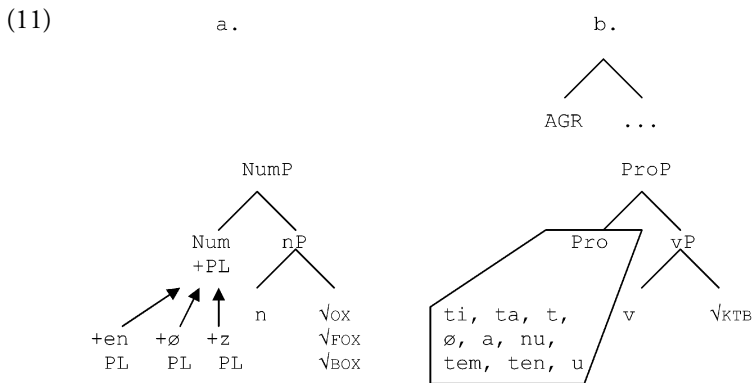 (11) a. b.
AGR ...
NumP ProP
Num nP Pro vP
+PL
n √OX ti, ta, t, v √KTB
+en +ø +z √FOX ø, a, nu,
PL PL PL √BOX tem, ten, u